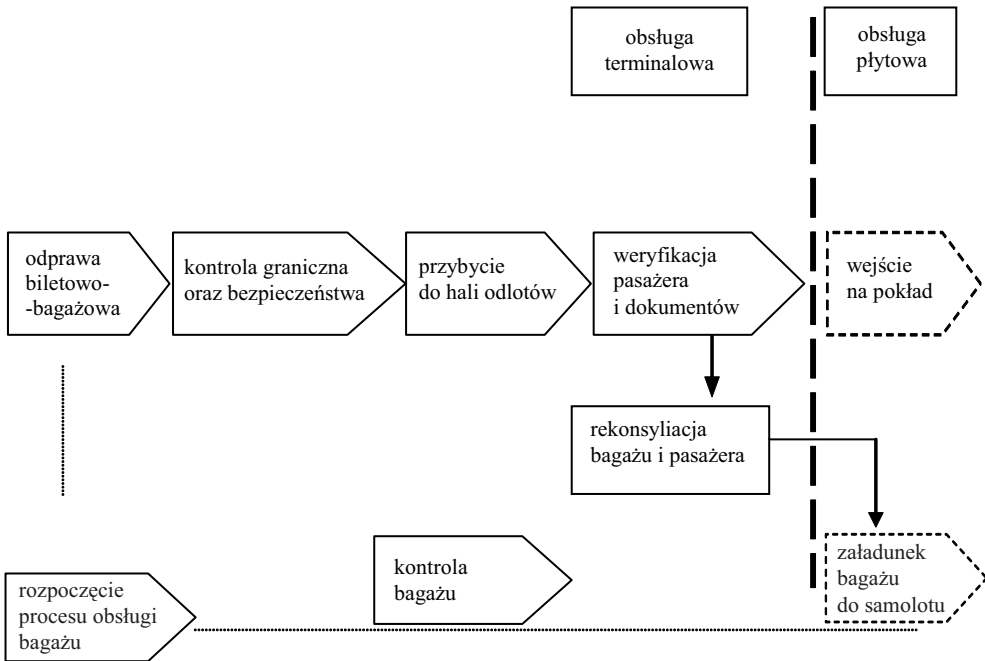 obsługa
terminalowa
obsługa
płytowa
odprawa
biletowo-
-bagażowa
kontrola graniczna
oraz bezpieczeństwa
przybycie
do hali odlotów
weryfikacja
pasażera
i dokumentów
wejście
na pokład
rekonsyliacja
bagażu i pasażera
rozpoczęcie
procesu obsługi
bagażu
kontrola
bagażu
załadunek
bagażu
do samolotu